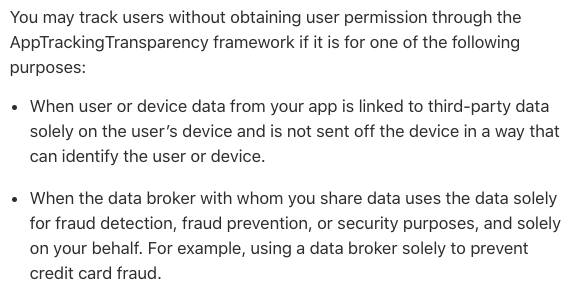 You may track users without obtaining user permission through the
AppTrackingTransparency framework if it is for one of the following
purposes:
• When user or device data from your app is linked to third-party data
solely on the user’s device and is not sent off the device in a way that
can identify the user or device.
• When the data broker with whom you share data uses the data solely
for fraud detection, fraud prevention, or security purposes, and solely
on your behalf. For example, using a data broker solely to prevent
credit card fraud.